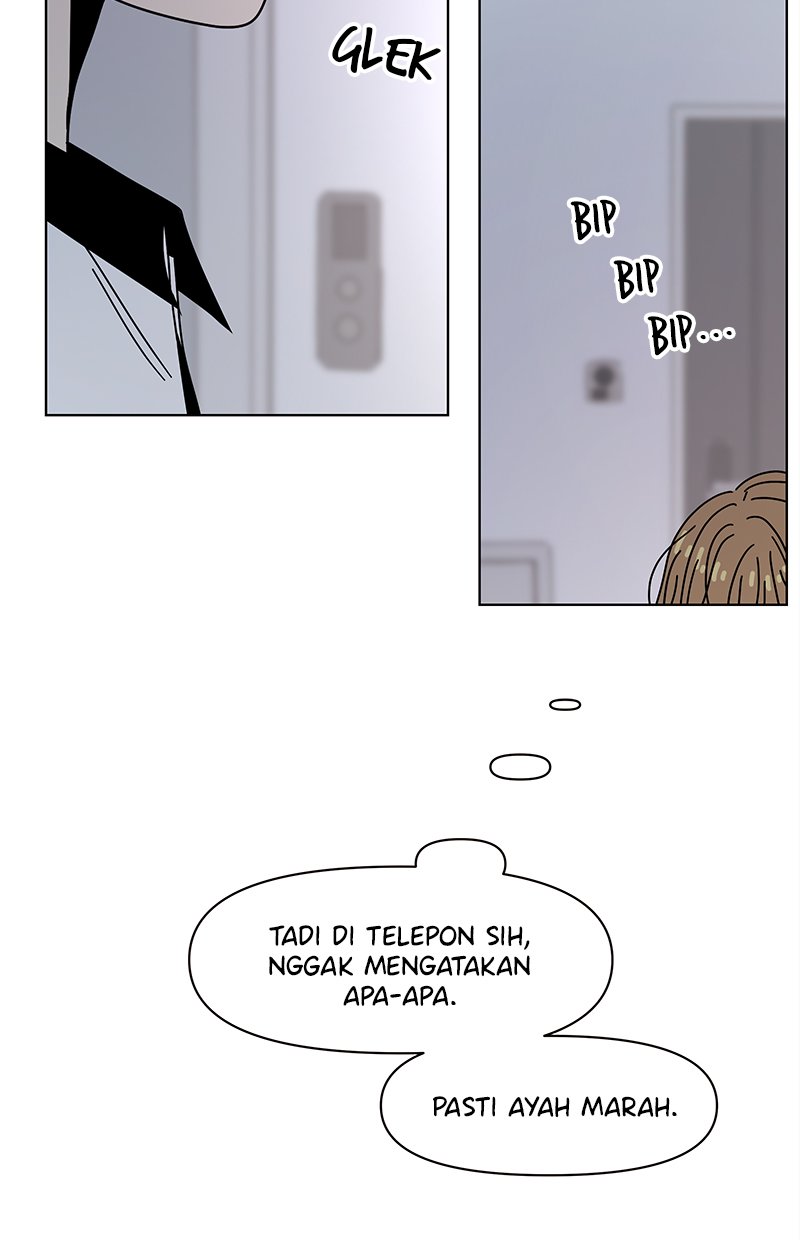 GLEK
BIP
BIP
BIP...
TADI DI TELEPON SIH,
NGGAK MENGATAKAN
APA-APA.
PASTI AYAH MARAH.